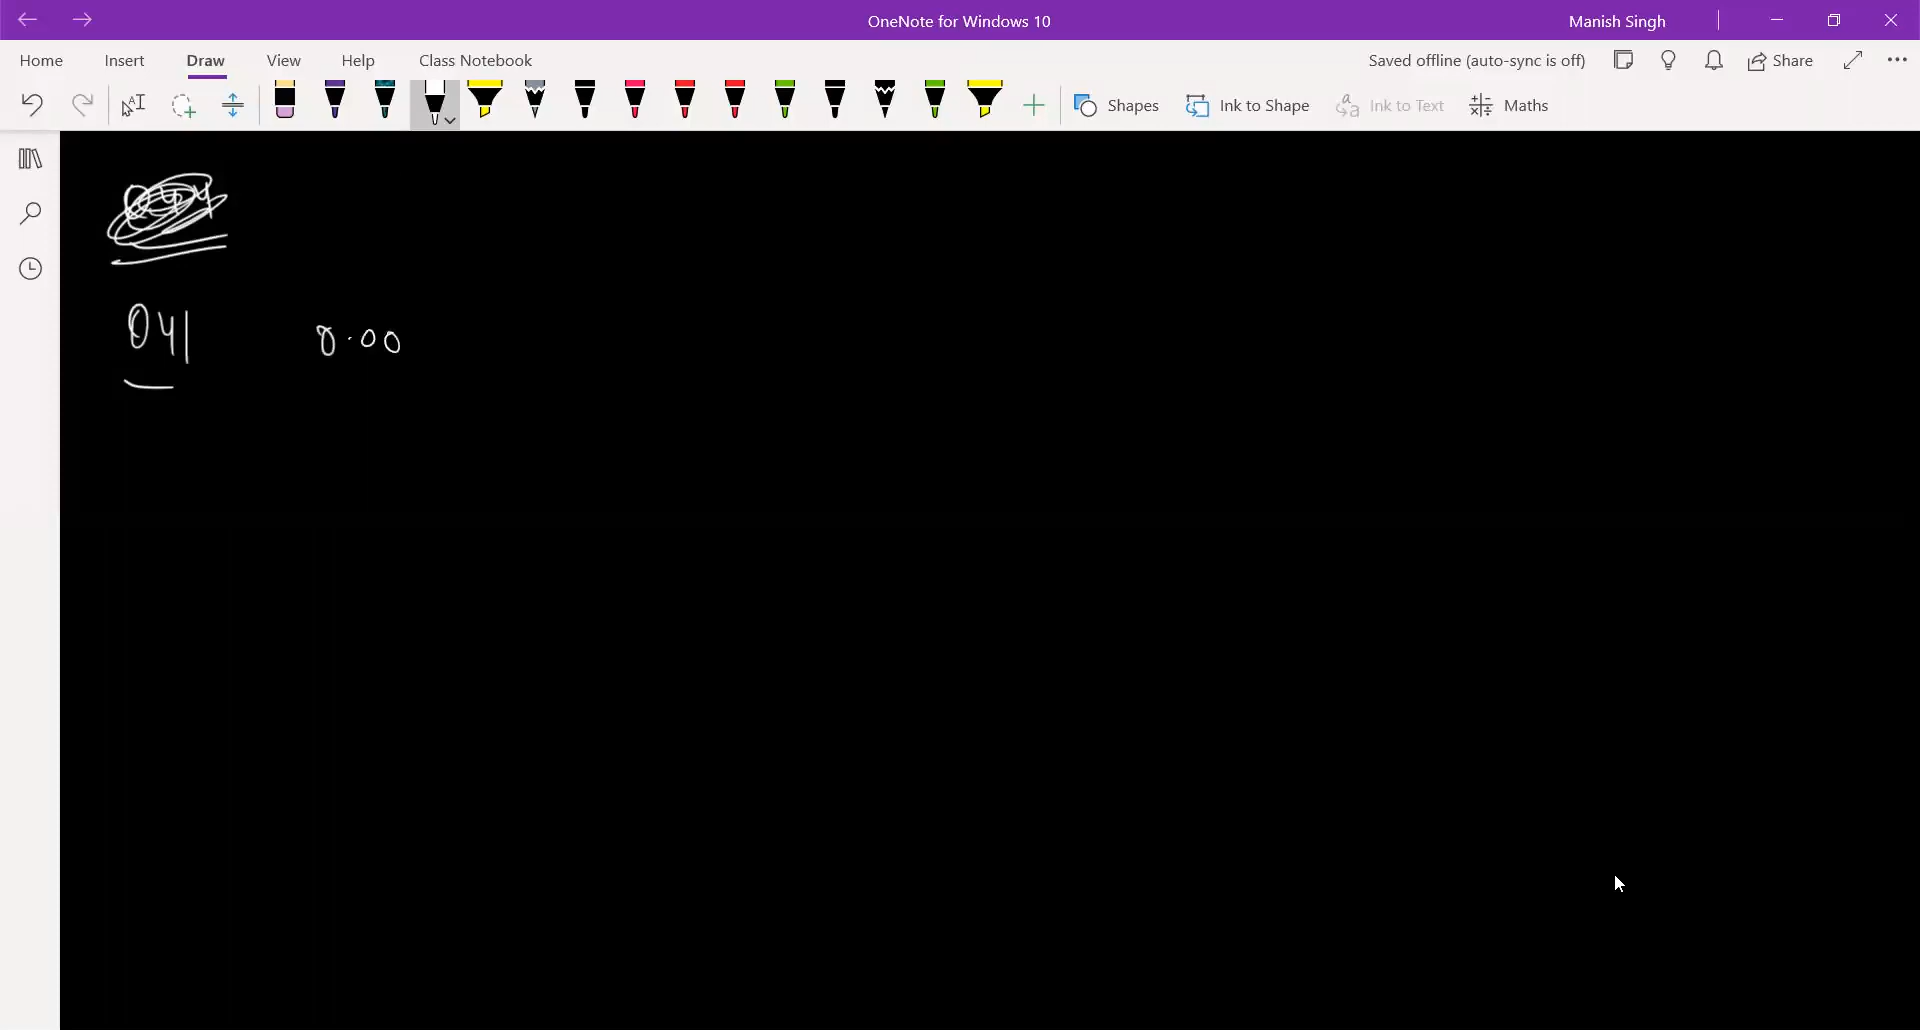 OneNote for Windows 10 Manish Singh
Home Insert Draw View Help Class Notebook Saved offline (auto-sync is off) Share
Shapes Ink to Shape Ink to Text Maths
041 8.00